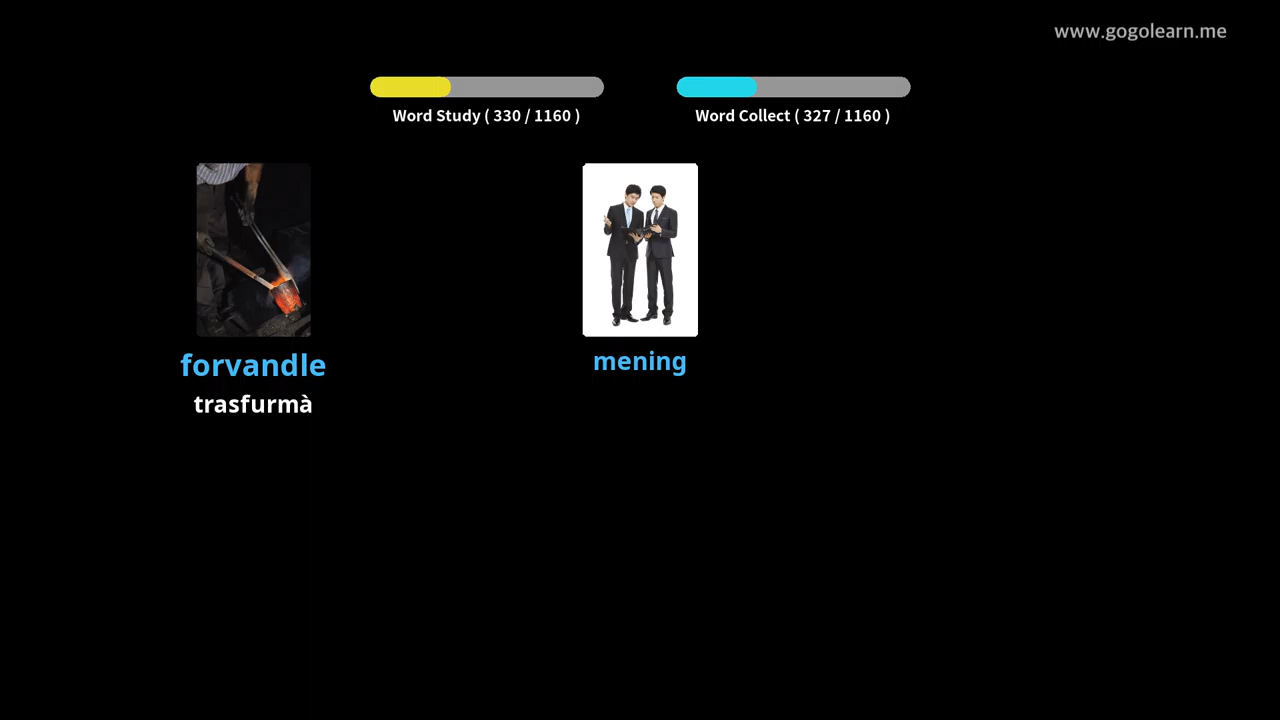 www.gogolearn.me
Word Study ( 330 / 1160 )
Word Collect ( 327 / 1160 )
forvandle
trasfurmà
mening